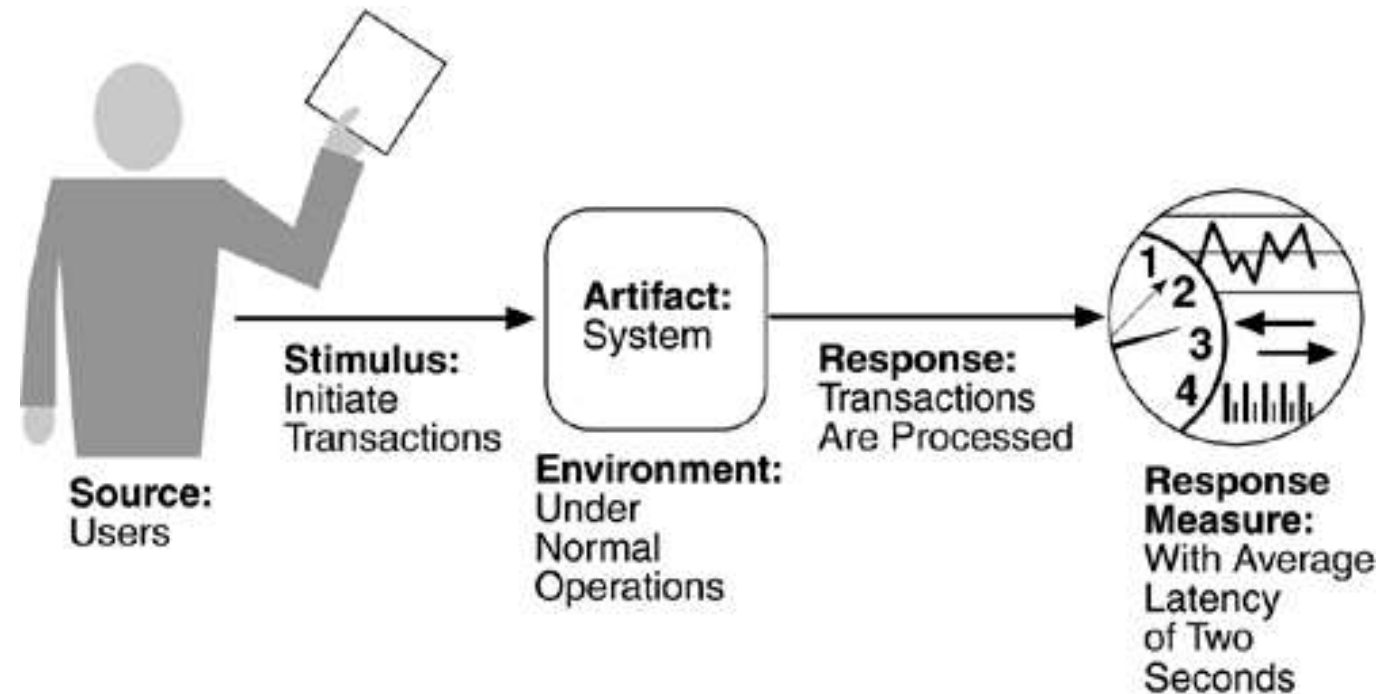 Source:
Users
Stimulus:
Initiate
Transactions
Artifact:
System
Environment:
Under
Normal
Operations
Response:
Transactions
Are Processed
1
2
3
4
Response
Measure:
With Average
Latency
of Two
Seconds